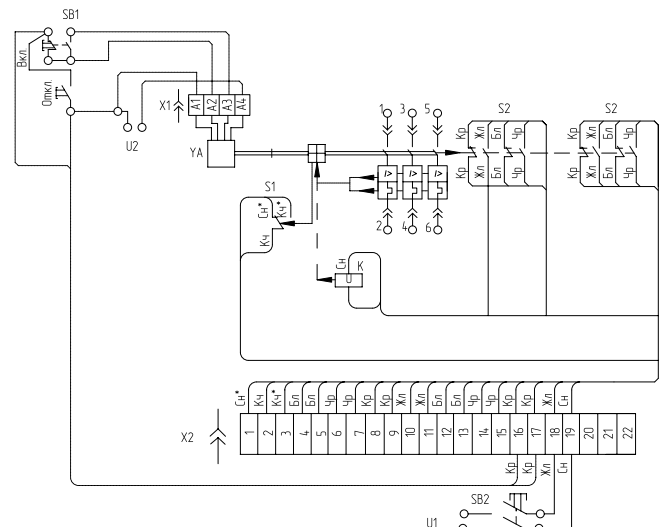 SB1
Вкл.
Откл.
U2
X1
A1 A2 A3 A4
YA
1 3 5
I> I> I>
2 4 6
S2
Кр Жл Бл Чр
Кр Жл Бл Чр
S2
Кр Жл Бл Чр
Кр Жл Бл Чр
S1
Сн* Кч*
Кч
Сн K
U
Сн* Кч Кч* Бл Бл Чр Чр Кр Кр Жл Жл Бл Бл Чр Чр Кр Кр Жл Сн
X2
1 2 3 4 5 6 7 8 9 10 11 12 13 14 15 16 17 18 19 20 21 22
Кр Кр Жл Сн
SB2
U1